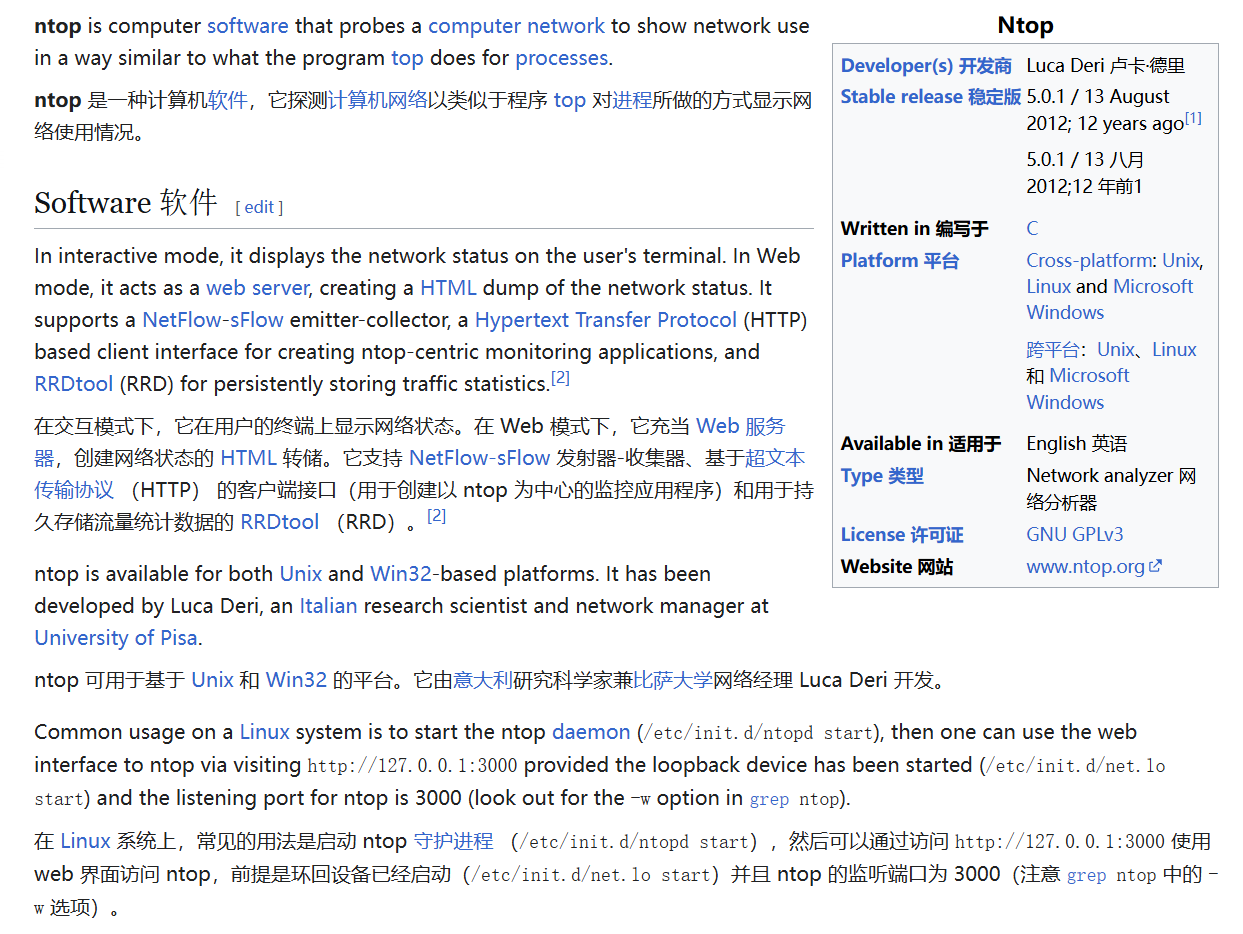 ntop is computer software that probes a computer network to show network use
in a way similar to what the program top does for processes.
ntop 是一种计算机软件，它探测计算机网络以类似于程序 top 对进程所做的方式显示网
络使用情况。
Software 软件 [ edit ]
In interactive mode, it displays the network status on the user's terminal. In Web
mode, it acts as a web server, creating a HTML dump of the network status. It
supports a NetFlow-sFlow emitter-collector, a Hypertext Transfer Protocol (HTTP)
based client interface for creating ntop-centric monitoring applications, and
RRDtool (RRD) for persistently storing traffic statistics.[2]
在交互模式下，它在用户的终端上显示网络状态。在 Web 模式下，它充当 Web 服务
器，创建网络状态的 HTML 转储。它支持 NetFlow-sFlow 发射器-收集器、基于超文本
传输协议 （HTTP） 的客户端接口（用于创建以 ntop 为中心的监控应用程序）和用于持
久存储流量统计数据的 RRDtool （RRD）。[2]
ntop is available for both Unix and Win32-based platforms. It has been
developed by Luca Deri, an Italian research scientist and network manager at
University of Pisa.
ntop 可用于基于 Unix 和 Win32 的平台。它由意大利研究科学家兼比萨大学网络经理 Luca Deri 开发。
Common usage on a Linux system is to start the ntop daemon (/etc/init.d/ntopd start), then one can use the web
interface to ntop via visiting http://127.0.0.1:3000 provided the loopback device has been started (/etc/init.d/net.lo
start) and the listening port for ntop is 3000 (look out for the -w option in grep ntop).
在 Linux 系统上，常见的用法是启动 ntop 守护进程 （/etc/init.d/ntopd start），然后可以通过访问 http://127.0.0.1:3000 使用
web 界面访问 ntop，前提是环回设备已经启动（/etc/init.d/net.lo start）并且 ntop 的监听端口为 3000（注意 grep ntop 中的 -
w 选项）。
Ntop
Developer(s) 开发商 Luca Deri 卢卡·德里
Stable release 稳定版 5.0.1 / 13 August
2012; 12 years ago[1]
5.0.1 / 13 八月
2012;12 年前1
Written in 编写于 C
Platform 平台 Cross-platform: Unix,
Linux and Microsoft
Windows
跨平台：Unix、Linux
和 Microsoft
Windows
Available in 适用于 English 英语
Type 类型 Network analyzer 网
络分析器
License 许可证 GNU GPLv3
Website 网站 www.ntop.org